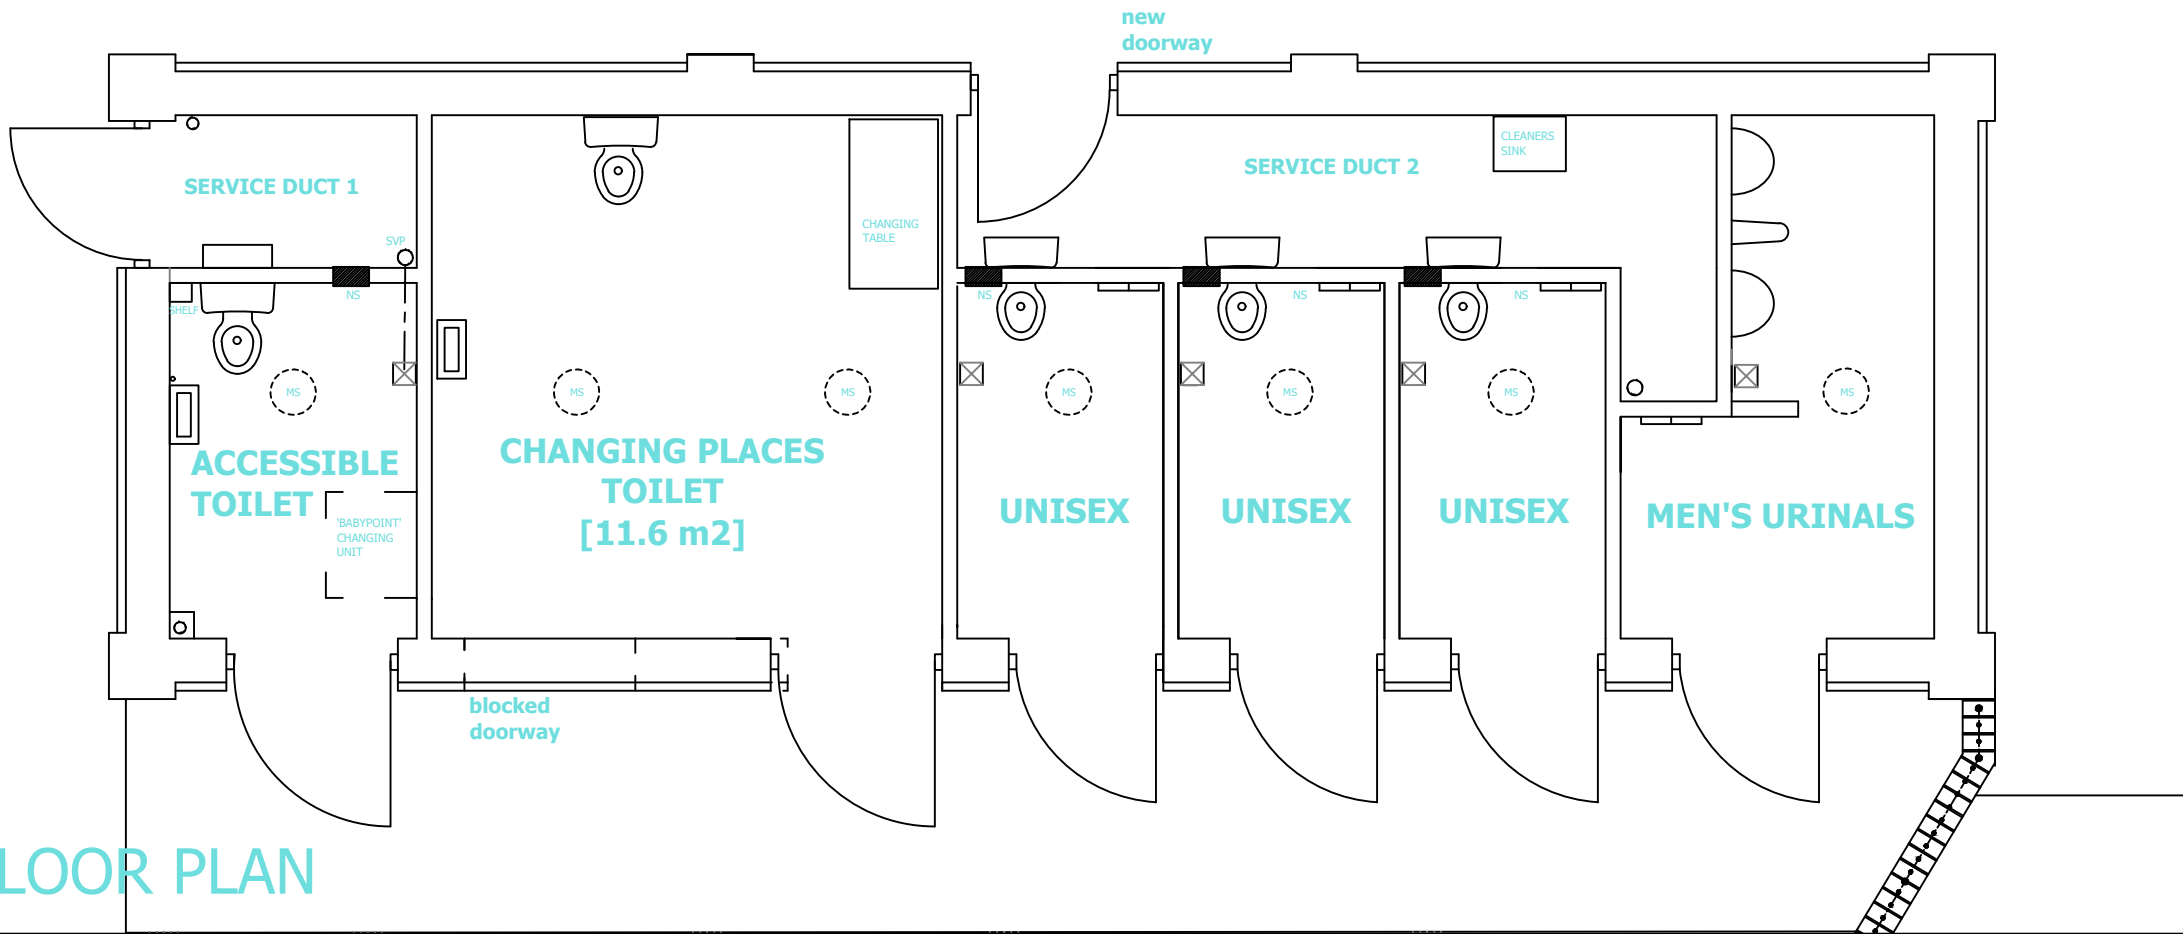 new
doorway
CLEANERS
SINK
SERVICE DUCT 1
SERVICE DUCT 2
CHANGING
TABLE
SVP
SHELF
NS
NS
NS
NS
MS
MS
MS
MS
MS
MS
MS
ACCESSIBLE
TOILET
CHANGING PLACES
TOILET
[11.6 m2]
UNISEX
UNISEX
UNISEX
MEN'S URINALS
'BABYPOINT'
CHANGING
UNIT
blocked
doorway
LOOR PLAN